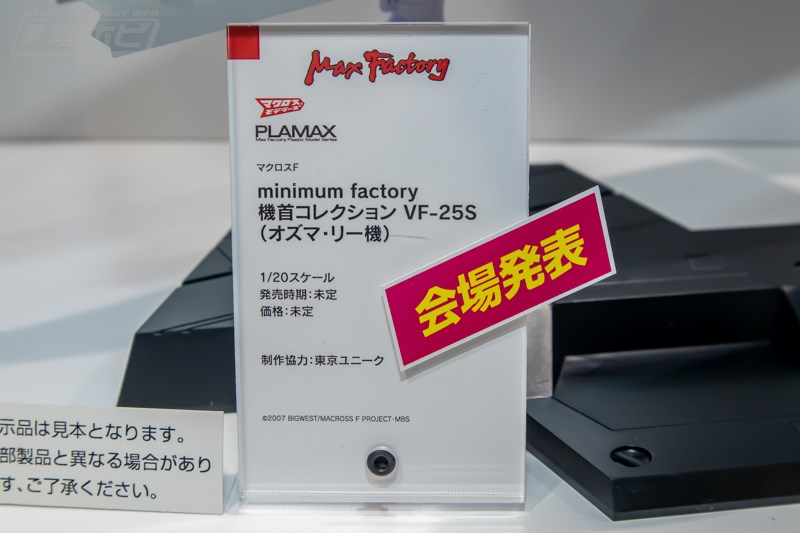 Max Factory
マクロス
モデラーズ
PLAMAX
Max Factory Plastic Model Series
マクロスF
minimum factory
機首コレクション VF-25S
（オズマ・リー機）
1/20スケール
発売時期：未定
価格：未定
会場発表
制作協力：東京ユニーク
©2007 BIGWEST/MACROSS F PROJECT・MBS
示品は見本となります。
部製品と異なる場合があり
す、ご了承ください。